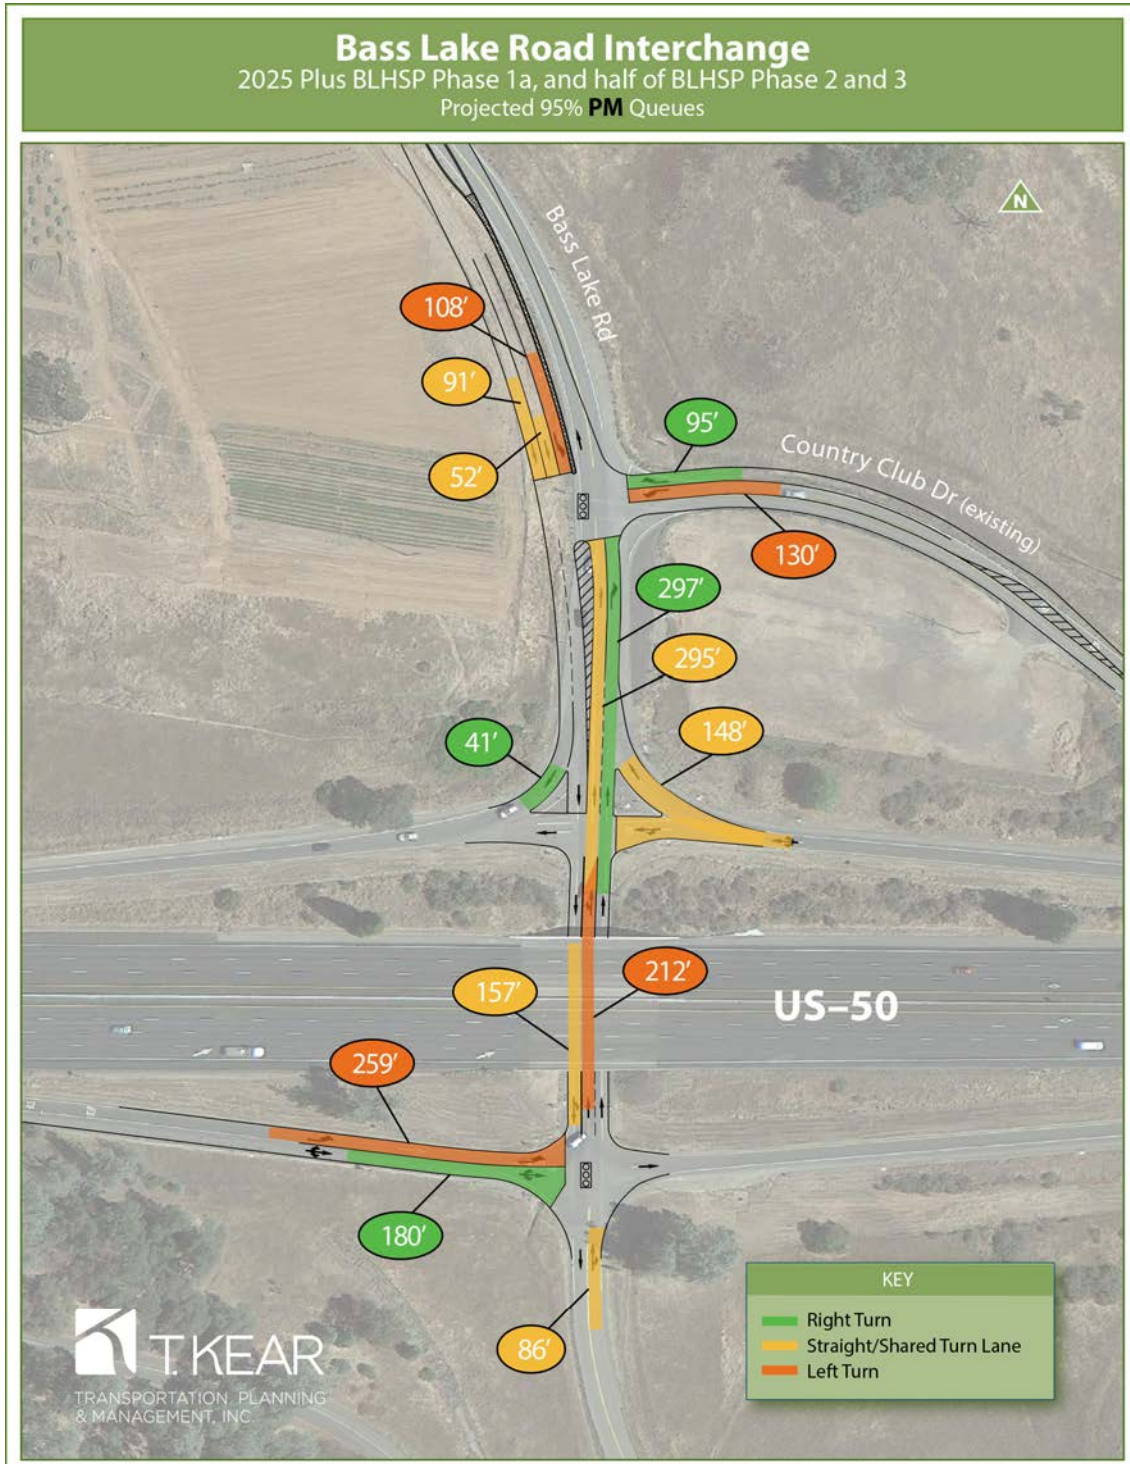 Bass Lake Road Interchange
2025 Plus BLHSP Phase 1a, and half of BLHSP Phase 2 and 3
Projected 95% PM Queues
N
Bass Lake Rd
108’
91’
52’
95’
Country Club Dr (existing)
130’
297’
295’
148’
41’
157’
212’
US–50
259’
180’
86’
KEY
Right Turn
Straight/Shared Turn Lane
Left Turn
T. KEAR
TRANSPORTATION PLANNING
& MANAGEMENT, INC.